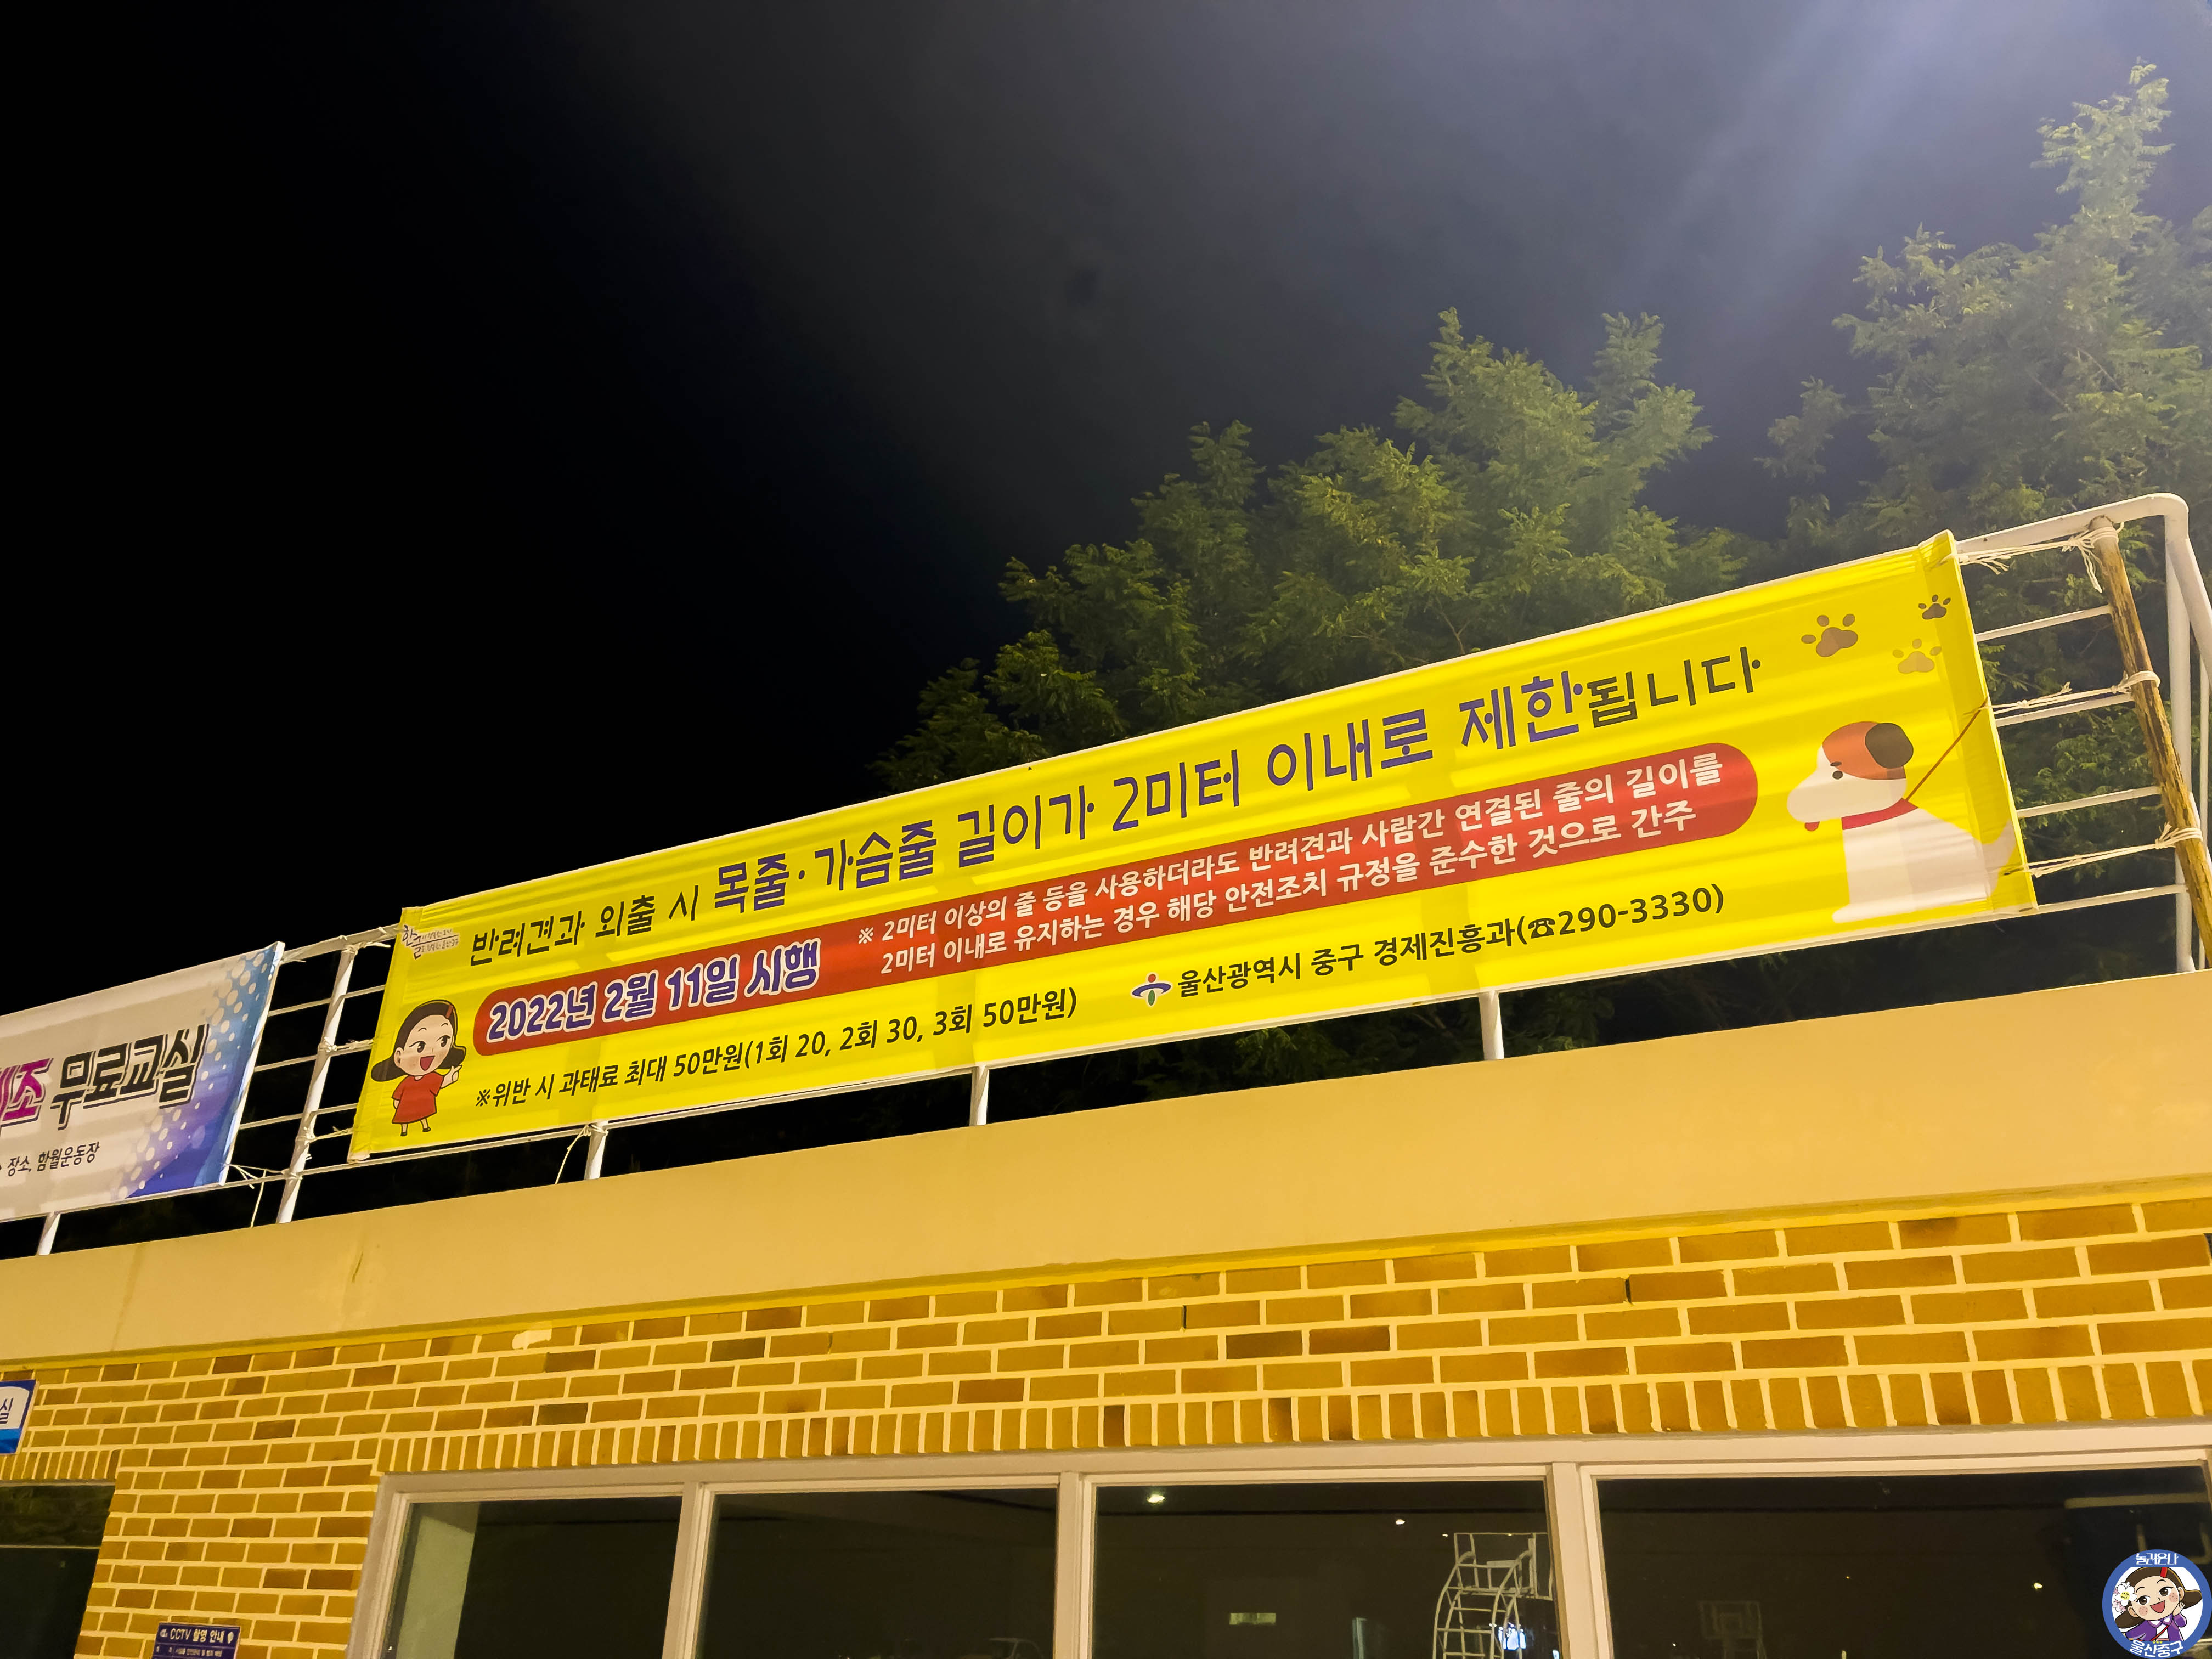 반려견과 외출 시 목줄·가슴줄 길이가 2미터 이내로 제한됩니다
2022년 2월 11일 시행
※ 2미터 이상의 줄 등을 사용하더라도 반려견과 사람간 연결된 줄의 길이를
2미터 이내로 유지하는 경우 해당 안전조치 규정을 준수한 것으로 간주
※위반 시 과태료 최대 50만원(1회 20, 2회 30, 3회 50만원)
울산광역시 중구 경제진흥과(☎290-3330)
체조 무료교실
장소, 함월운동장
실
CCTV 촬영 안내
놀러온나
울산중구